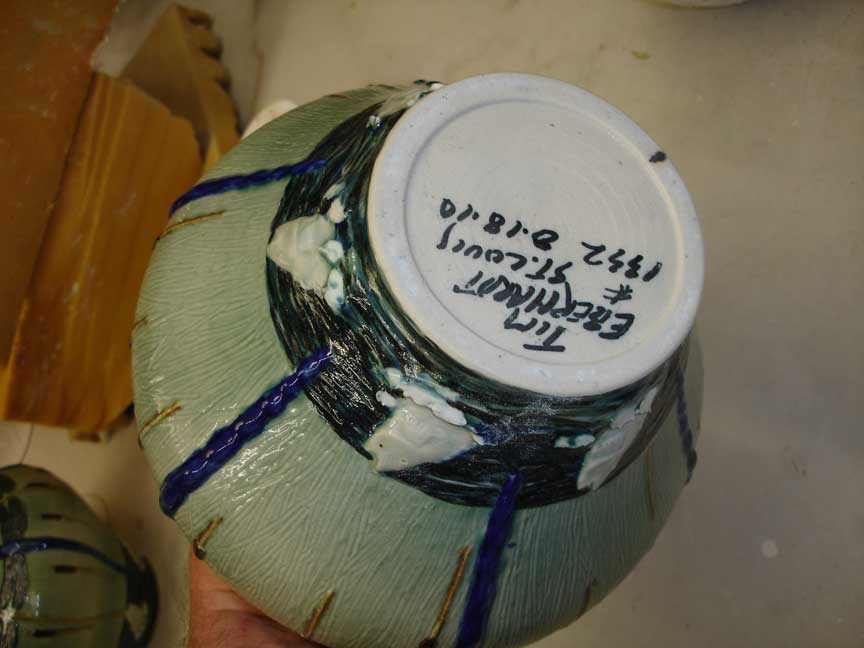 TIM
EBERHARDT
# ST. LOUIS
1332 8.18.10